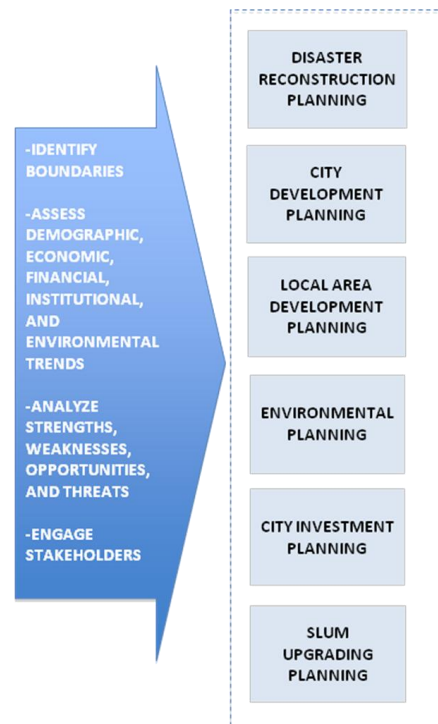 -IDENTIFY
BOUNDARIES
-ASSESS
DEMOGRAPHIC,
ECONOMIC,
FINANCIAL,
INSTITUTIONAL,
AND
ENVIRONMENTAL
TRENDS
-ANALYZE
STRENGTHS,
WEAKNESSES,
OPPORTUNITIES,
AND THREATS
-ENGAGE
STAKEHOLDERS
DISASTER
RECONSTRUCTION
PLANNING
CITY
DEVELOPMENT
PLANNING
LOCAL AREA
DEVELOPMENT
PLANNING
ENVIRONMENTAL
PLANNING
CITY INVESTMENT
PLANNING
SLUM
UPGRADING
PLANNING